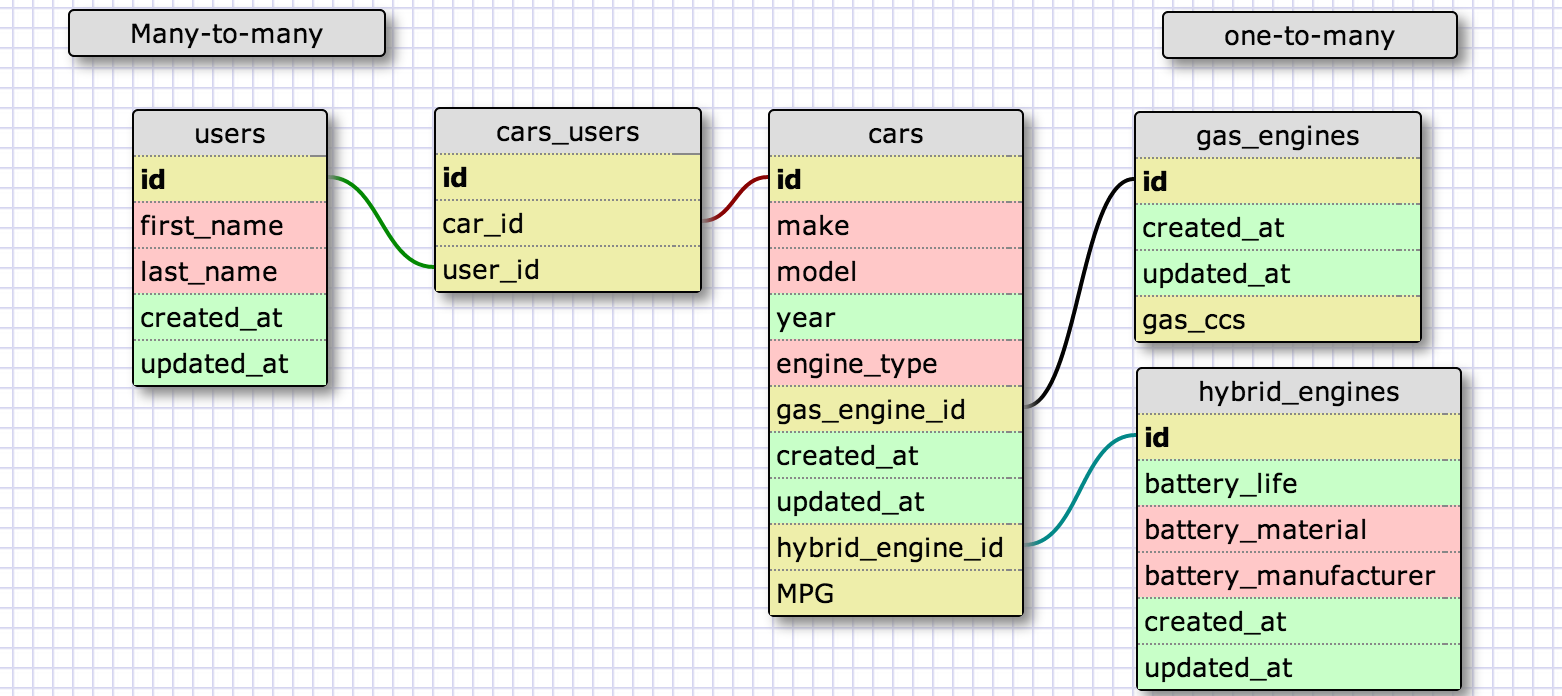 Many-to-many
one-to-many
users
id
first_name
last_name
created_at
updated_at
cars_users
id
car_id
user_id
cars
id
make
model
year
engine_type
gas_engine_id
created_at
updated_at
hybrid_engine_id
MPG
gas_engines
id
created_at
updated_at
gas_ccs
hybrid_engines
id
battery_life
battery_material
battery_manufacturer
created_at
updated_at